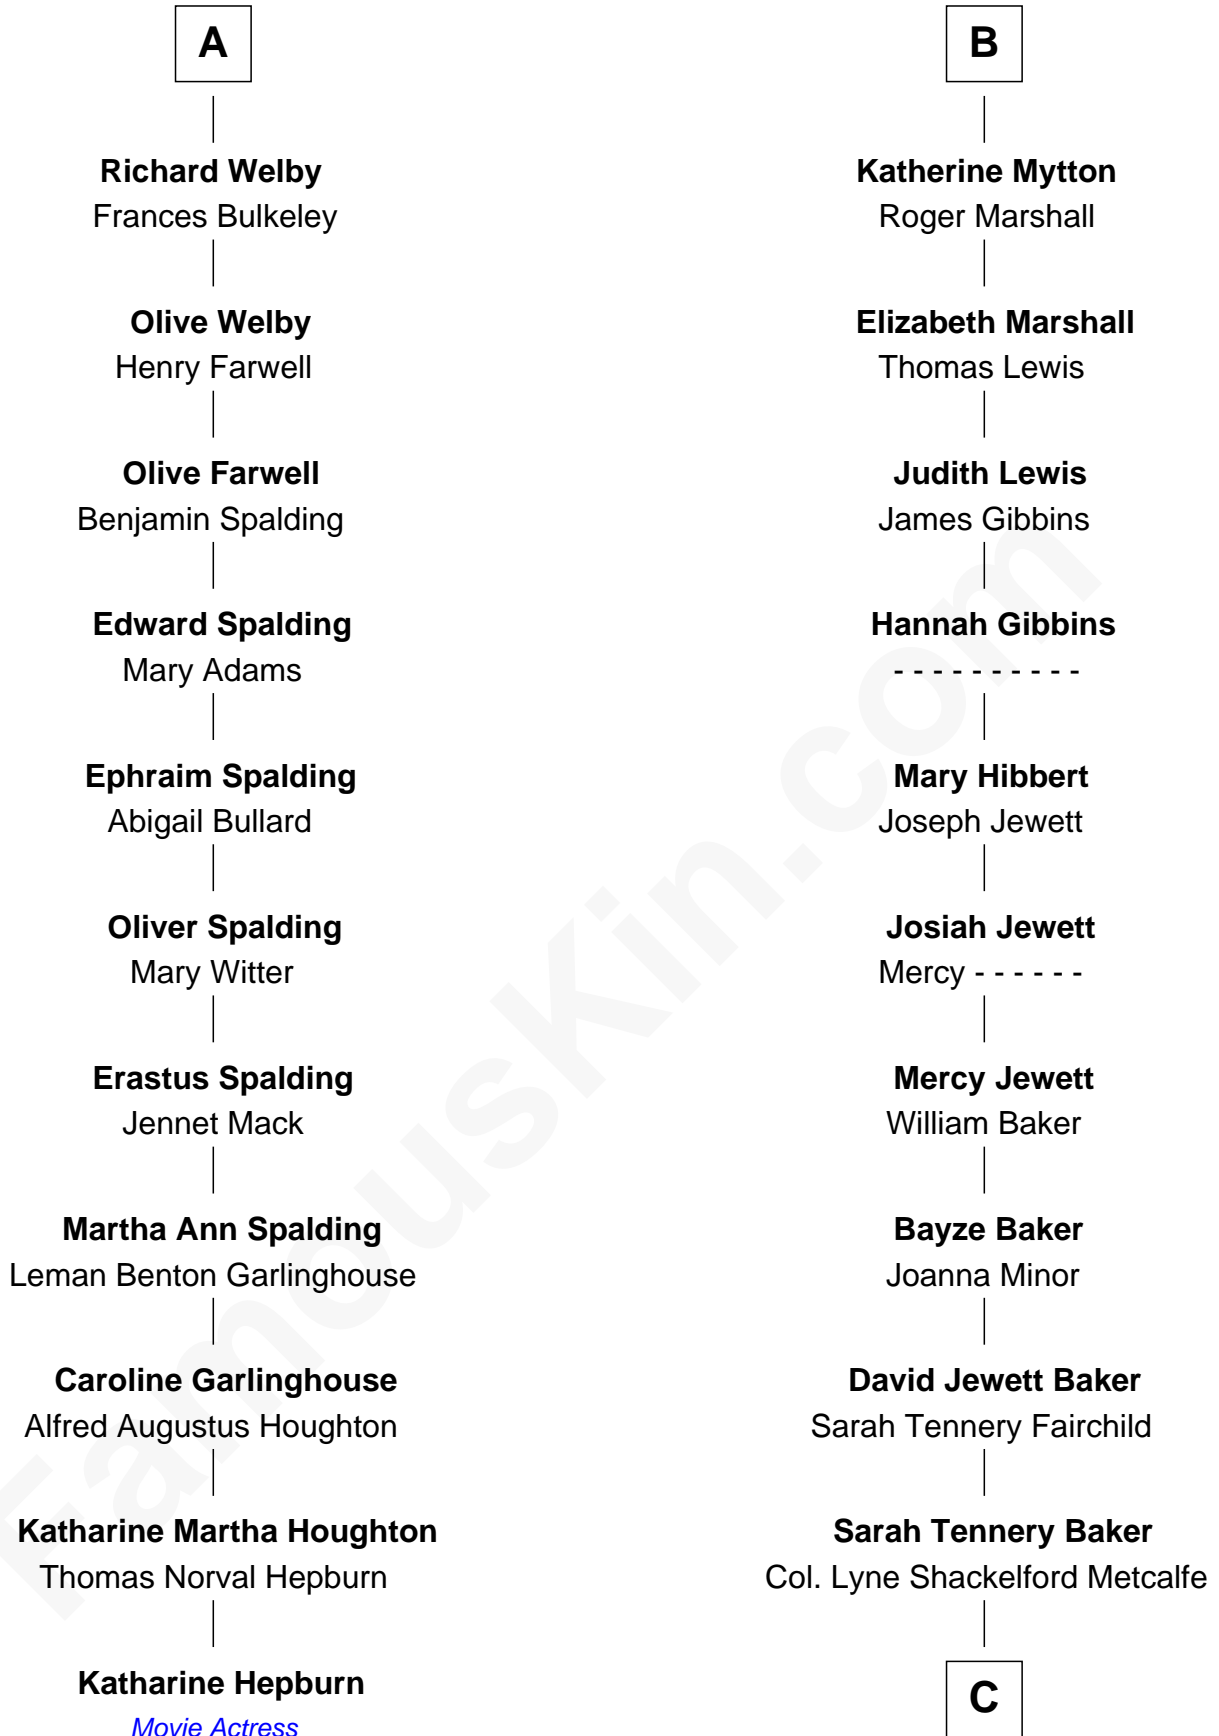 A
Richard Welby
Frances Bulkeley
Olive Welby
Henry Farwell
Olive Farwell
Benjamin Spalding
Edward Spalding
Mary Adams
Ephraim Spalding
Abigail Bullard
Oliver Spalding
Mary Witter
Erastus Spalding
Jennet Mack
Martha Ann Spalding
Leman Benton Garlinghouse
Caroline Garlinghouse
Alfred Augustus Houghton
Katharine Martha Houghton
Thomas Norval Hepburn
Katharine Hepburn
Movie Actress
B
Katherine Mytton
Roger Marshall
Elizabeth Marshall
Thomas Lewis
Judith Lewis
James Gibbins
Hannah Gibbins
- - - - - - - - - -
Mary Hibbert
Joseph Jewett
Josiah Jewett
Mercy - - - - - -
Mercy Jewett
William Baker
Bayze Baker
Joanna Minor
David Jewett Baker
Sarah Tennery Fairchild
Sarah Tennery Baker
Col. Lyne Shackelford Metcalfe
C
FamousKin.com